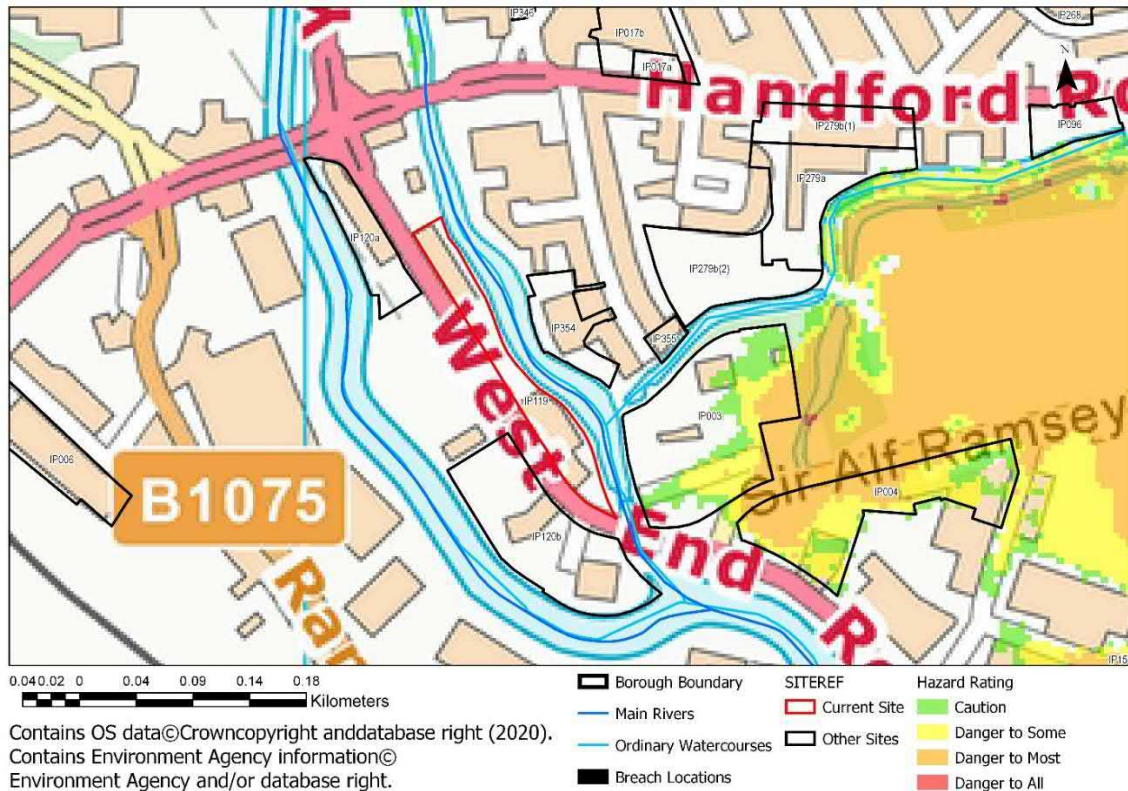 IP346
IP017b
IP268
IP017a
N
Handford Ro
IP279b(1)
IP096
IP279a
IP120a
IP279b(2)
IP354
IP355
West
IP119
IP003
Sir Alf Ramsey
IP006
B1075
IP004
IP120b
End
Ra
R
IP15
0.04 0.02 0 0.04 0.09 0.14 0.18
Kilometers
Contains OS data©Crowncopyright anddatabase right (2020).
Contains Environment Agency information©
Environment Agency and/or database right.
Borough Boundary
Main Rivers
Ordinary Watercourses
Breach Locations
SITEREF
Current Site
Other Sites
Hazard Rating
Caution
Danger to Some
Danger to Most
Danger to All